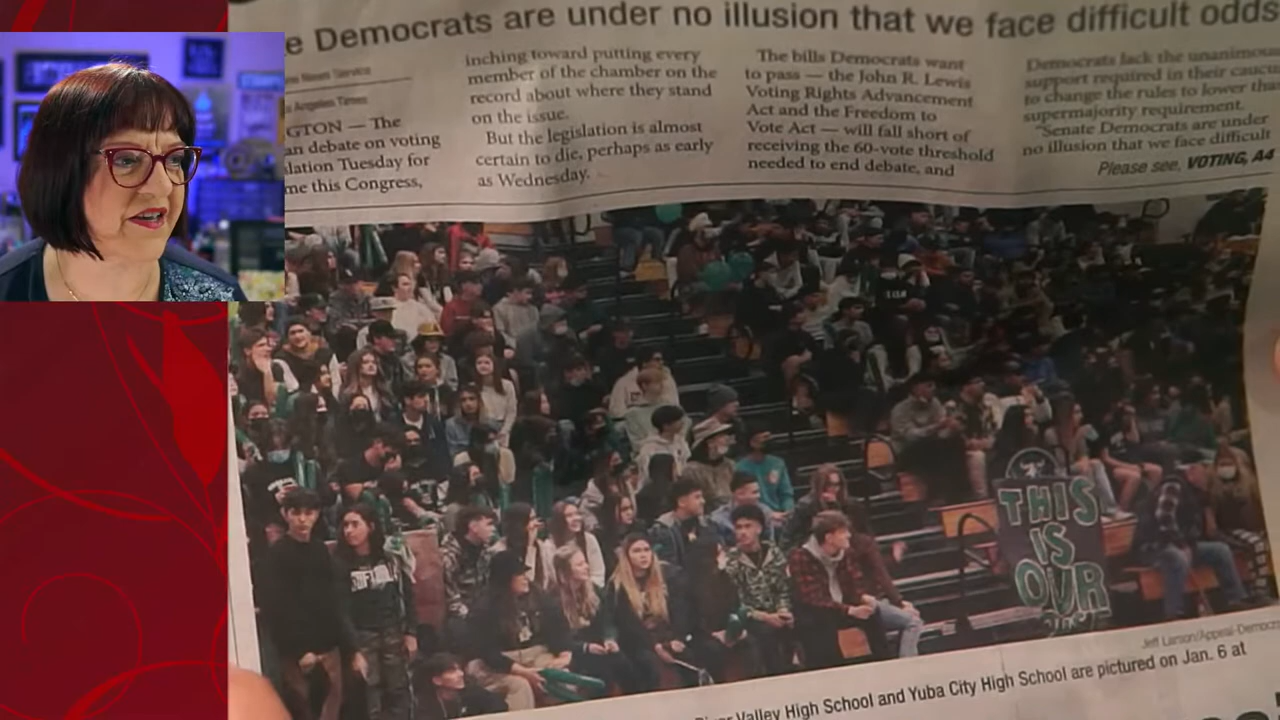 e Democrats are under no illusion that we face difficult odds
News Service
Angeles Times
GTON — The
an debate on voting
slation Tuesday for
me this Congress,
inching toward putting every
member of the chamber on the
record about where they stand
on the issue.
But the legislation is almost
certain to die, perhaps as early
as Wednesday.
The bills Democrats want
to pass — the John R. Lewis
Voting Rights Advancement
Act and the Freedom to
Vote Act — will fall short of
receiving the 60-vote threshold
needed to end debate, and
Democrats lack the unanimous
support required in their caucus
to change the rules to lower that
supermajority requirement.
"Senate Democrats are under
no illusion that we face difficult
Please see, VOTING, A4
THIS
IS
OUR
Jeff Larson/Appeal-Democrat
River Valley High School and Yuba City High School are pictured on Jan. 6 at